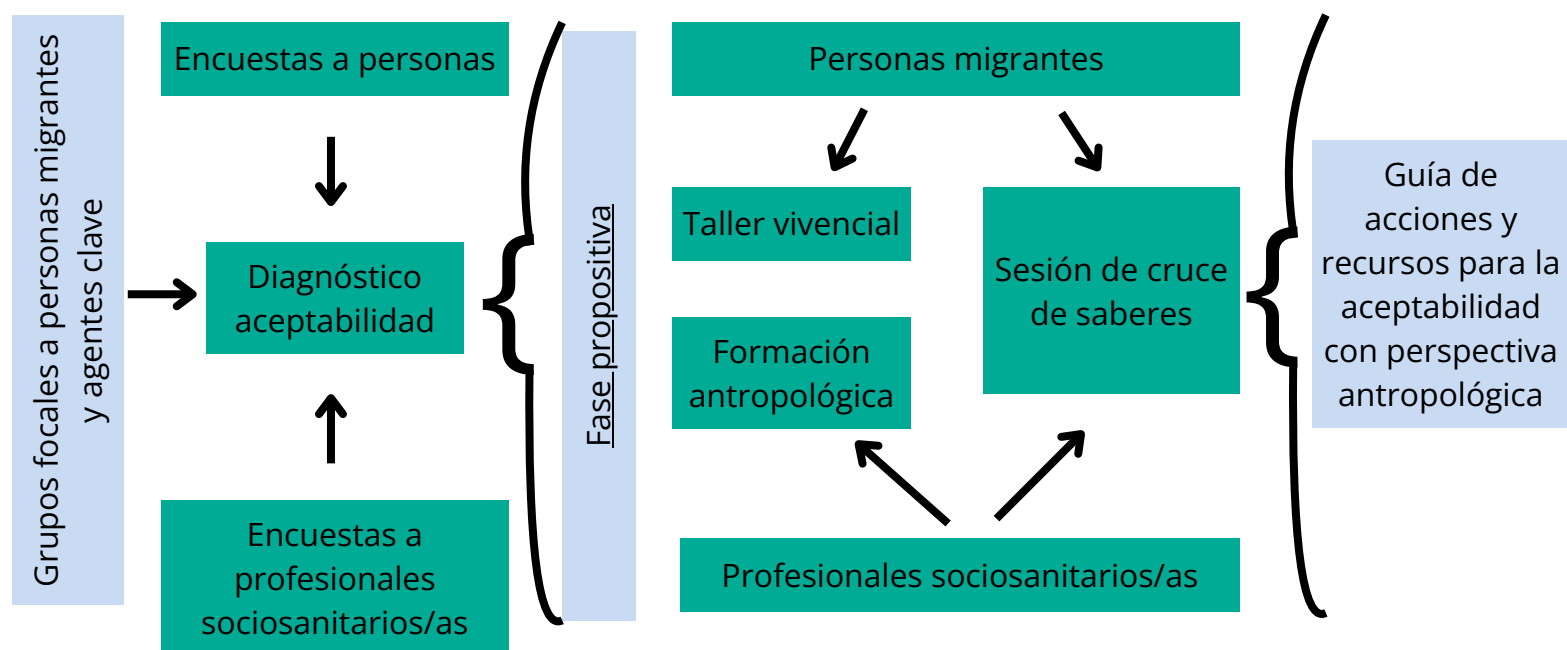 Grupos focales a personas migrantes
y agentes clave
Encuestas a personas
Diagnóstico
aceptabilidad
Encuestas a
profesionales
sociosanitarios/as
Fase propositiva
Personas migrantes
Taller vivencial
Formación
antropológica
Sesión de cruce
de saberes
Profesionales sociosanitarios/as
Guía de
acciones y
recursos para la
aceptabilidad
con perspectiva
antropológica